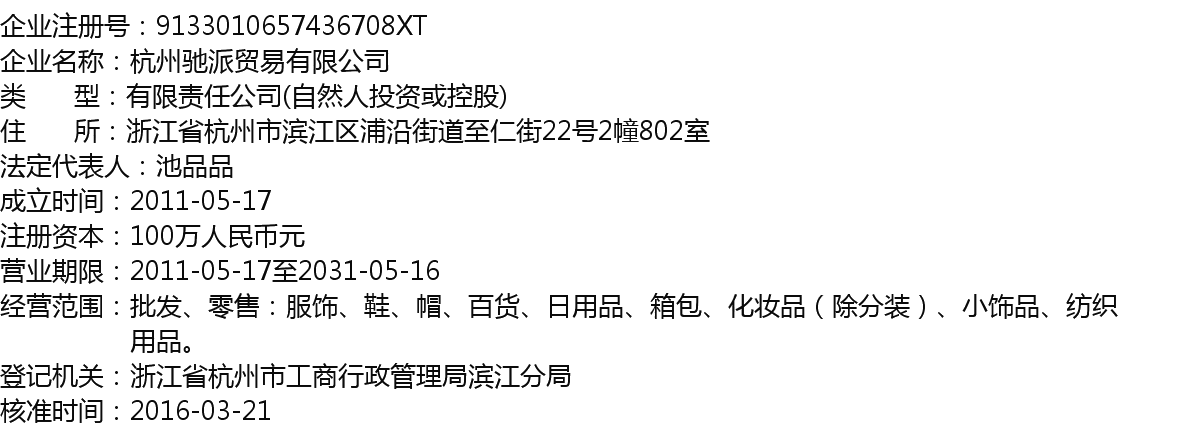 企业注册号：9133010657436708XT
企业名称：杭州驰派贸易有限公司
类　　型：有限责任公司(自然人投资或控股)
住　　所：浙江省杭州市滨江区浦沿街道至仁街22号2幢802室
法定代表人：池品品
成立时间：2011-05-17
注册资本：100万人民币元
营业期限：2011-05-17至2031-05-16
经营范围：批发、零售：服饰、鞋、帽、百货、日用品、箱包、化妆品（除分装）、小饰品、纺织
用品。
登记机关：浙江省杭州市工商行政管理局滨江分局
核准时间：2016-03-21